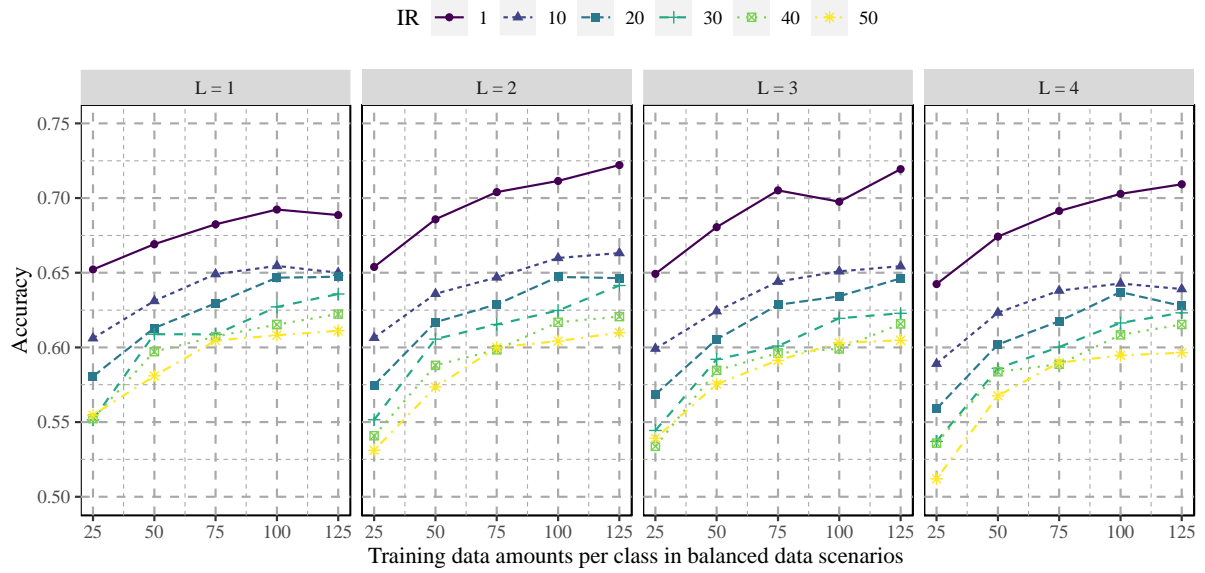 IR 1 10 20 30 40 50
L = 1 L = 2 L = 3 L = 4
0.75
0.70
0.65
0.60
0.55
0.50
Accuracy
25 50 75 100 125 25 50 75 100 125 25 50 75 100 125 25 50 75 100 125
Training data amounts per class in balanced data scenarios